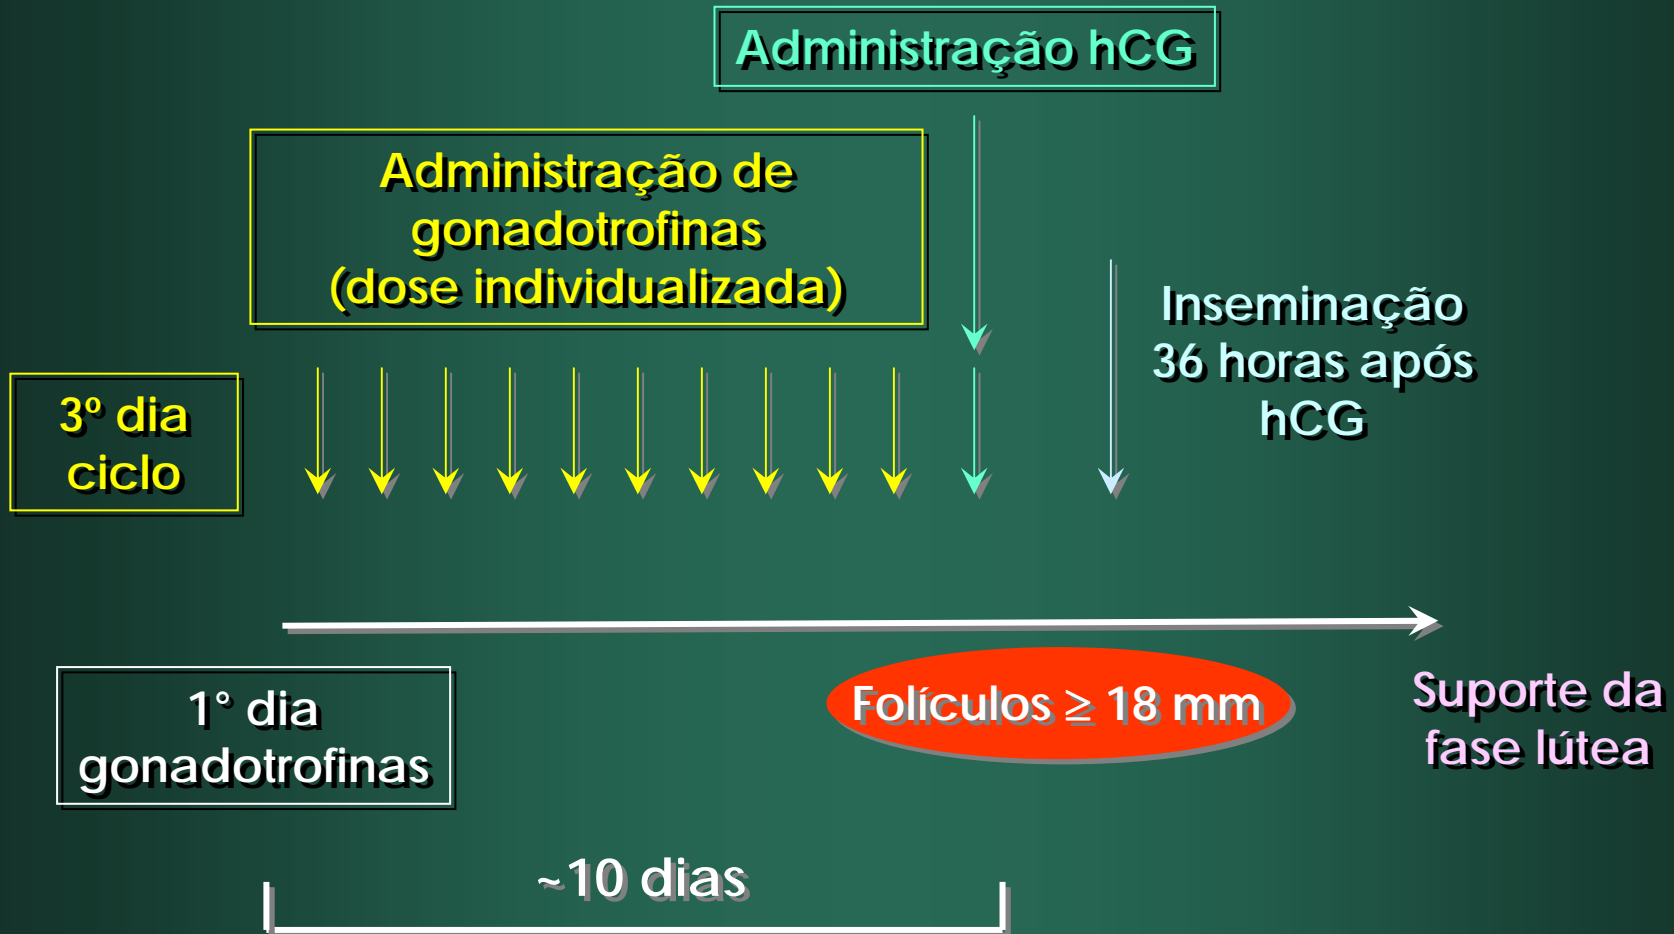 Administração hCG
Administração de
gonadotrofinas
(dose individualizada)
Inseminação
36 horas após
hCG
3º dia
ciclo
1° dia
gonadotrofinas
Folículos ≥ 18 mm
Suporte da
fase lútea
~10 dias